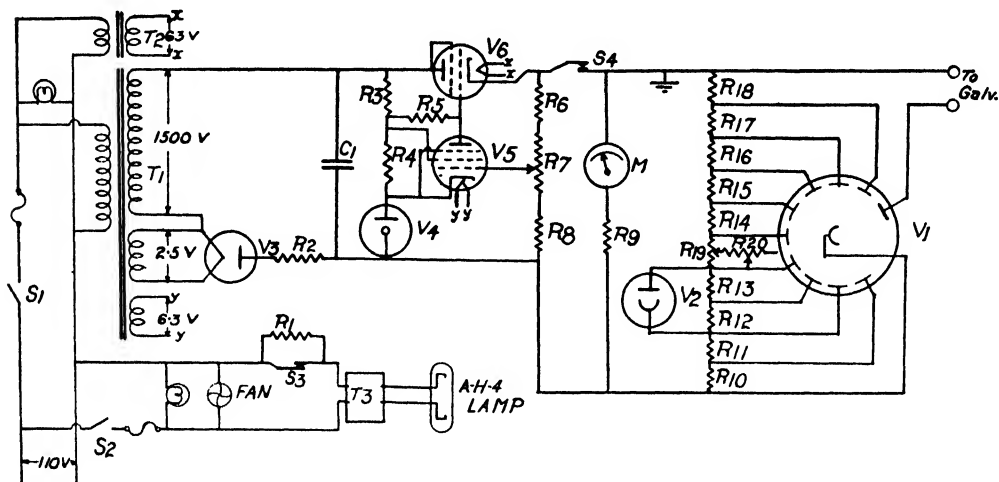 x
T2 6.3 V
x
1500 V
T1
2.5 V
y
6.3 V
y
S1
110V
S2
FAN
R1
S3
T3
A-H-4
LAMP
V3
R2
C1
R3
R5
R4
V4
V5
y y
V6
x
x
S4
R6
R7
R8
M
R9
R18
R17
R16
R15
R14
R19
R20
R13
R12
R11
R10
V2
V1
To
Galv.